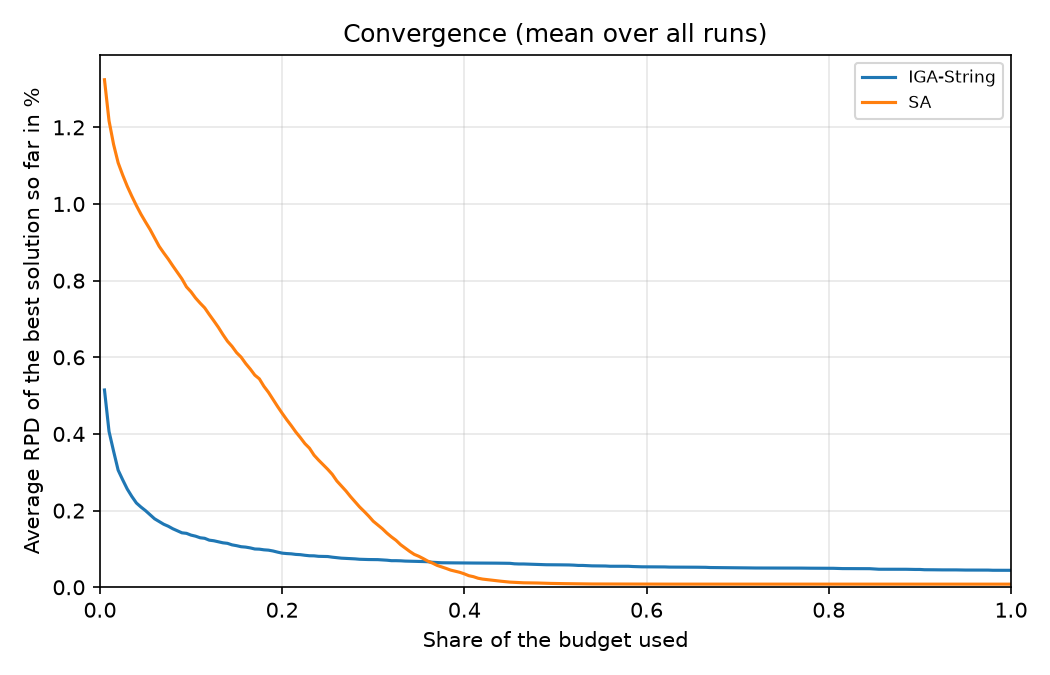 Convergence (mean over all runs)
IGA-String
SA
Average RPD of the best solution so far in %
1.2
1.0
0.8
0.6
0.4
0.2
0.0
0.0 0.2 0.4 0.6 0.8 1.0
Share of the budget used